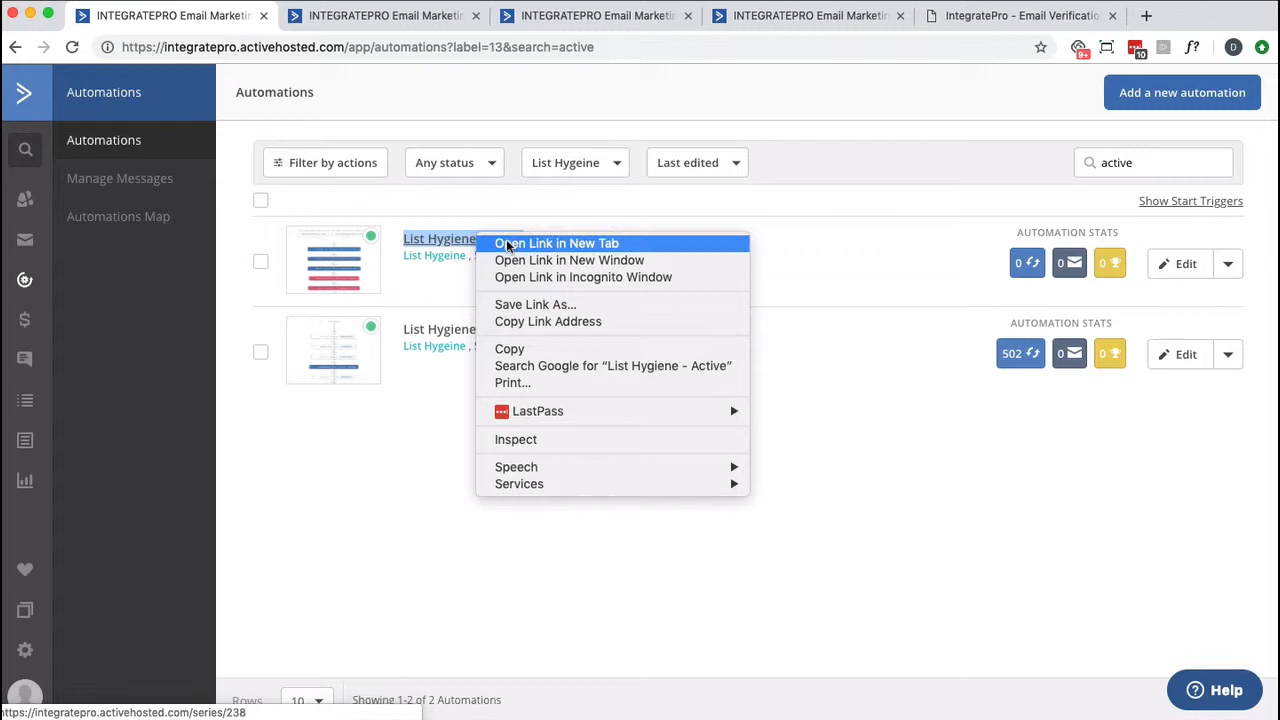 INTEGRATEPRO Email Marketin
INTEGRATEPRO Email Marketin
INTEGRATEPRO Email Marketin
INTEGRATEPRO Email Marketin
IntegratePro - Email Verificatio
https://integratepro.activehosted.com/app/automations?label=13&search=active
9+
10
f?
D
Automations
Automations
Add a new automation
Automations
Manage Messages
Automations Map
Filter by actions
Any status
List Hygeine
Last edited
active
Show Start Triggers
List Hygiene
List Hygeine ,
AUTOMATION STATS
0
0
0
Edit
List Hygiene
List Hygeine ,
AUTOMATION STATS
502
0
0
Edit
Open Link in New Tab
Open Link in New Window
Open Link in Incognito Window
Save Link As...
Copy Link Address
Copy
Search Google for “List Hygiene - Active”
Print...
LastPass
Inspect
Speech
Services
Rows
10
Showing 1-2 of 2 Automations
Help
https://integratepro.activehosted.com/series/238